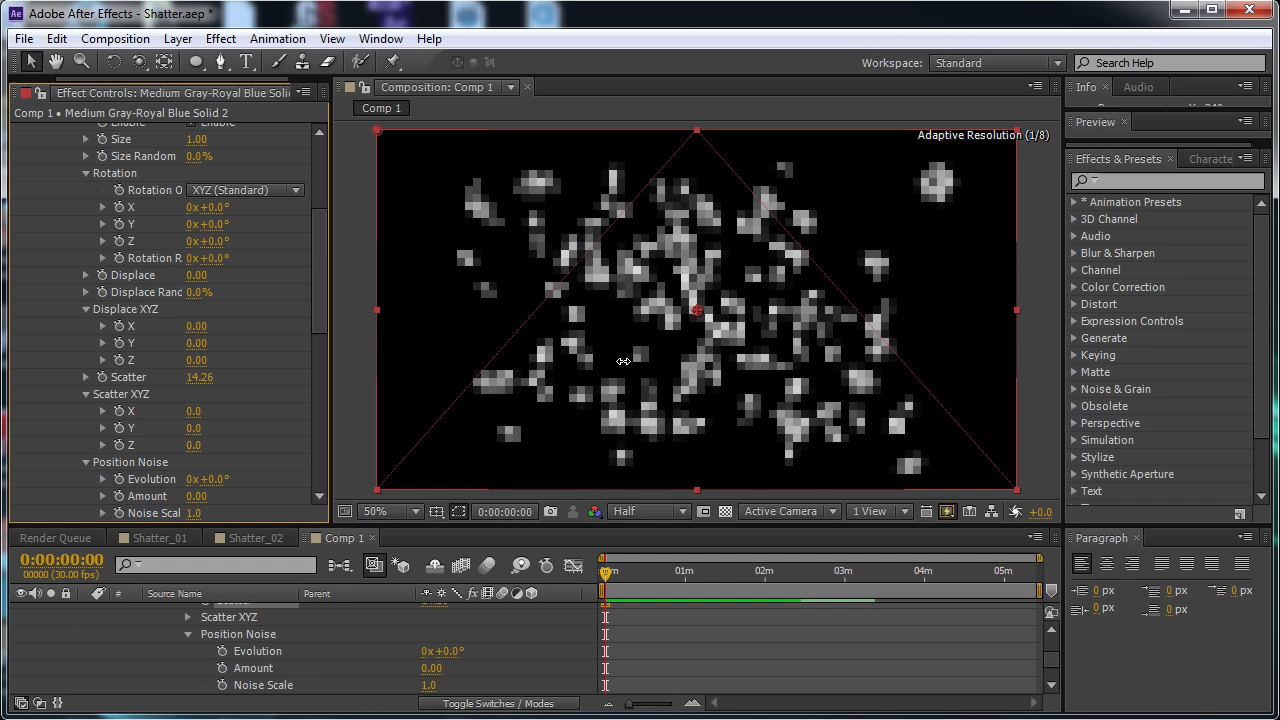 Adobe After Effects - Shatter.aep *
File Edit Composition Layer Effect Animation View Window Help
Workspace: Standard Search Help
Effect Controls: Medium Gray-Royal Blue Soli
Comp 1 • Medium Gray-Royal Blue Solid 2
Enable Enable
Size 1.00
Size Random 0.0%
Rotation
Rotation O XYZ (Standard)
X 0x+0.0°
Y 0x+0.0°
Z 0x+0.0°
Rotation R 0x+0.0°
Displace 0.00
Displace Ranc 0.0%
Displace XYZ
X 0.00
Y 0.00
Z 0.00
Scatter 14.26
Scatter XYZ
X 0.0
Y 0.0
Z 0.0
Position Noise
Evolution 0x+0.0°
Amount 0.00
Noise Scal 1.0
Composition: Comp 1
Comp 1
Adaptive Resolution (1/8)
50% 0:00:00:00 Half Active Camera 1 View +0.0
Info Audio
Preview
Effects & Presets Characte
* Animation Presets
3D Channel
Audio
Blur & Sharpen
Channel
Color Correction
Distort
Expression Controls
Generate
Keying
Matte
Noise & Grain
Obsolete
Perspective
Simulation
Stylize
Synthetic Aperture
Text
Render Queue Shatter_01 Shatter_02 Comp 1
0:00:00:00
00000 (30.00 fps)
# Source Name Parent
01m 02m 03m 04m 05m
Scatter XYZ
Position Noise
Evolution 0x+0.0°
Amount 0.00
Noise Scale 1.0
Toggle Switches / Modes
Paragraph
0 px 0 px 0 px
0 px 0 px